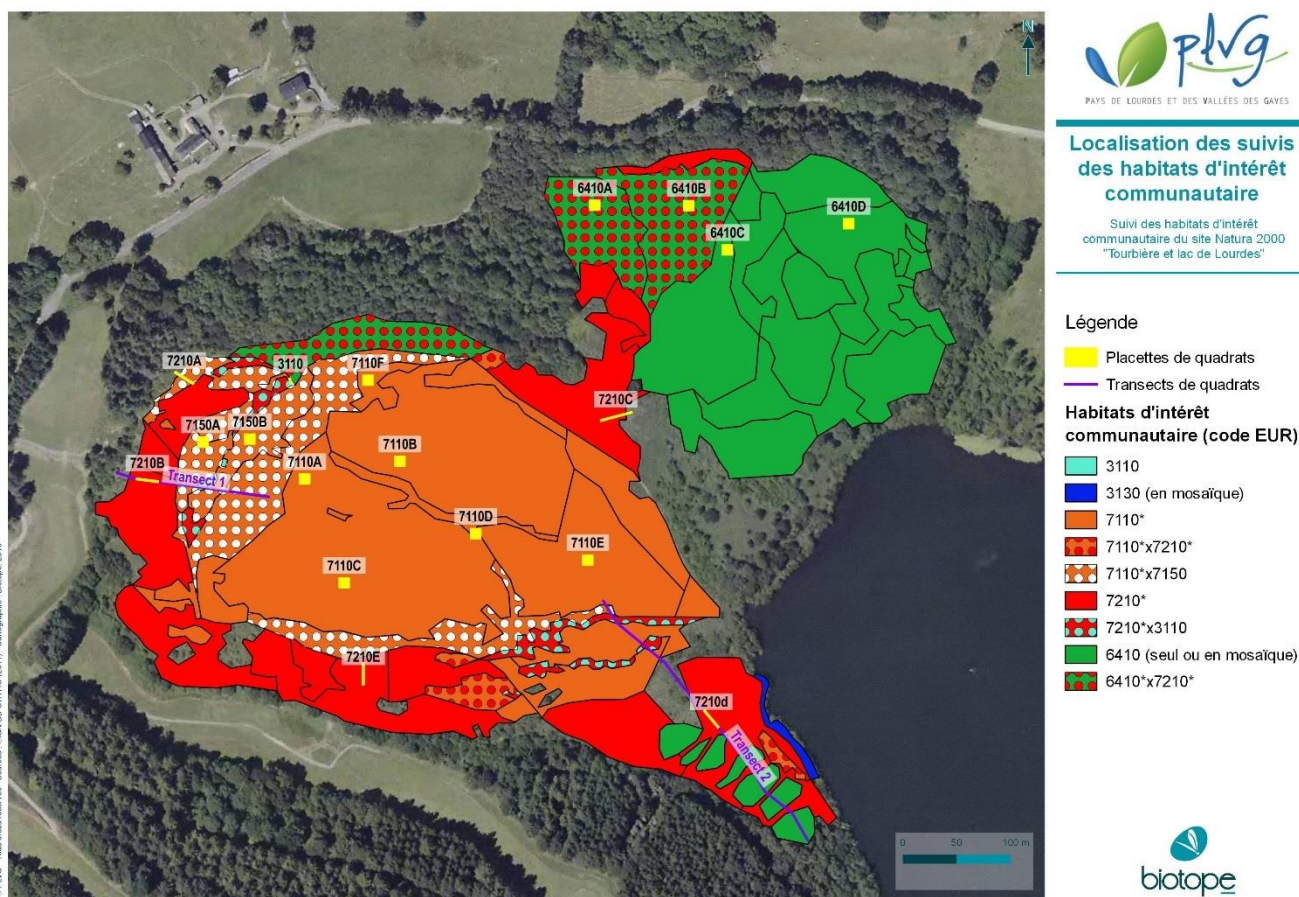 N
plvg
PAYS DE LOURDES ET DES VALLÉES DES GAVES
Localisation des suivis
des habitats d'intérêt
communautaire
Suivi des habitats d'intérêt
communautaire du site Natura 2000
"Tourbière et lac de Lourdes"
Légende
Placettes de quadrats
Transects de quadrats
Habitats d'intérêt
communautaire (code EUR)
3110
3130 (en mosaïque)
7110*
7110*x7210*
7110*x7150
7210*
7210*x3110
6410 (seul ou en mosaïque)
6410*x7210*
biotope
6410A
6410B
6410C
6410D
7210A
3110
7110F
7210C
7150A
7150B
7110B
7210B
Transect 1
7110A
7110D
7110E
7110C
7210E
7210d
Transect 2
0 50 100 m